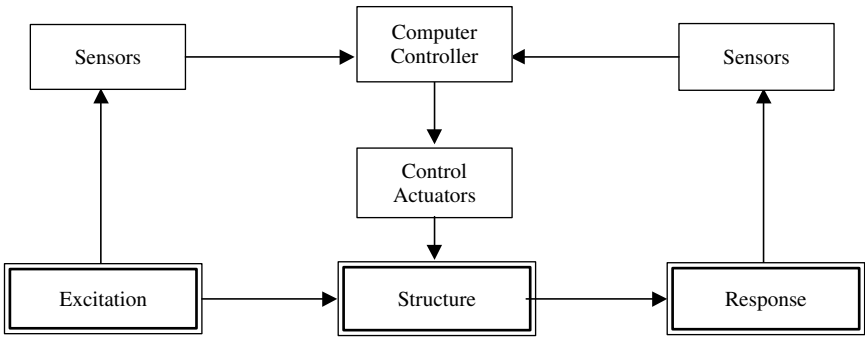 Sensors
Computer
Controller
Sensors
Control
Actuators
Excitation
Structure
Response